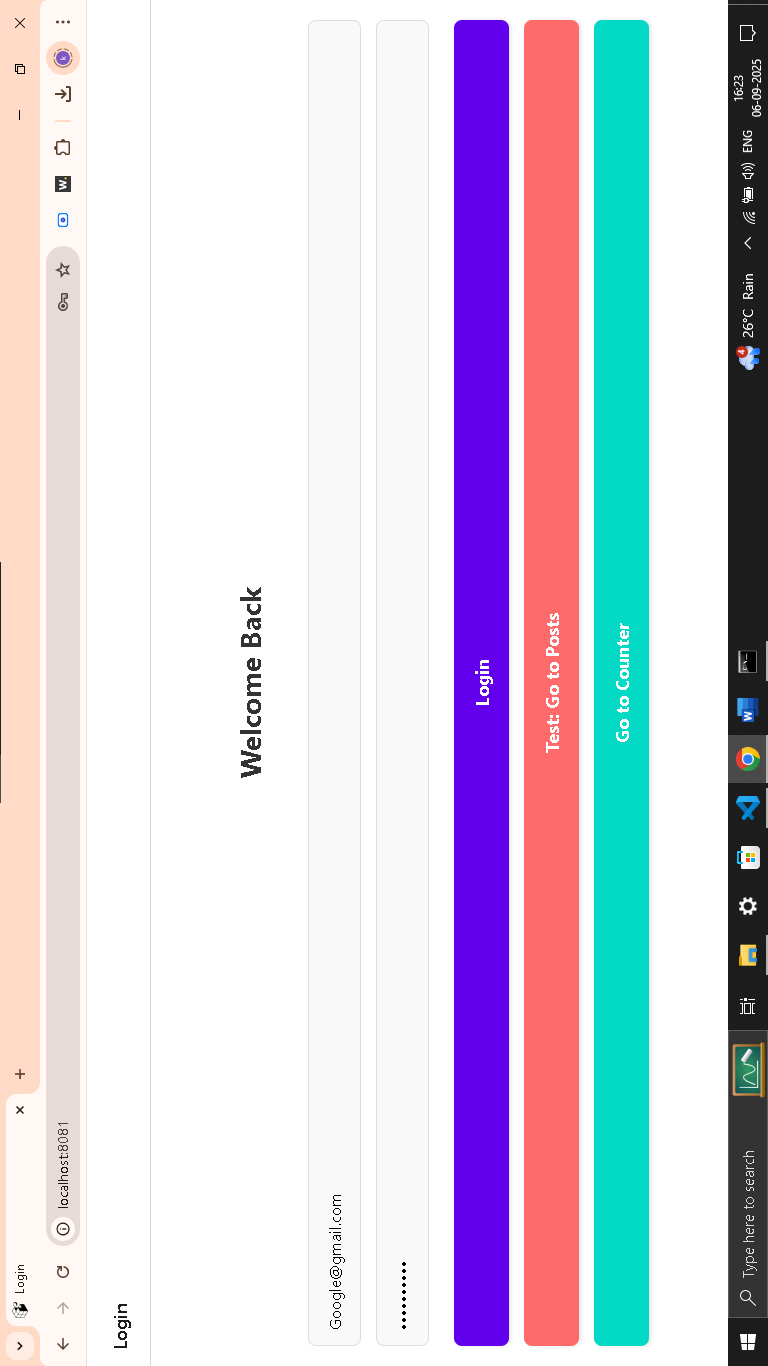 Login
localhost:8081
Login
Welcome Back
Google@gmail.com
••••••••••
Login
Test: Go to Posts
Go to Counter
Type here to search
4
26°C Rain
ENG
16:23
06-09-2025